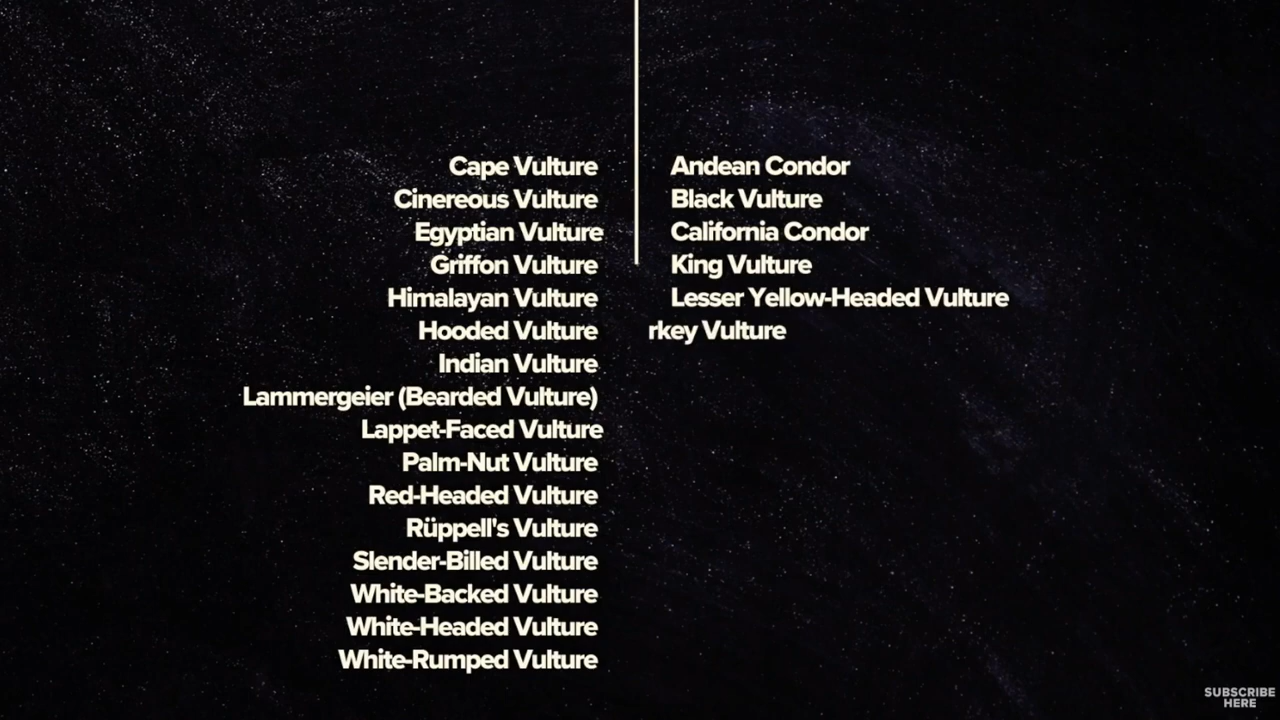 Cape Vulture
Cinereous Vulture
Egyptian Vulture
Griffon Vulture
Himalayan Vulture
Hooded Vulture
Indian Vulture
Lammergeier (Bearded Vulture)
Lappet-Faced Vulture
Palm-Nut Vulture
Red-Headed Vulture
Rüppell's Vulture
Slender-Billed Vulture
White-Backed Vulture
White-Headed Vulture
White-Rumped Vulture
Andean Condor
Black Vulture
California Condor
King Vulture
Lesser Yellow-Headed Vulture
rkey Vulture
SUBSCRIBE
HERE